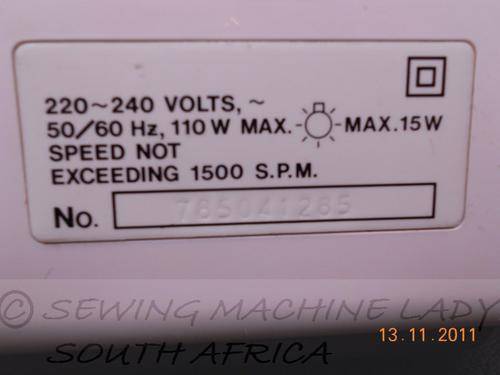 220~240 VOLTS, ~
50/60 Hz, 110 W MAX. MAX. 15 W
SPEED NOT
EXCEEDING 1500 S.P.M.
No. 785041285
© SEWING MACHINE LADY
13.11.2011
SOUTH AFRICA